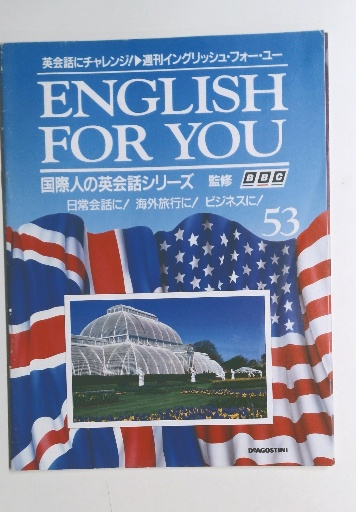 英会話にチャレンジ!▶週刊イングリッシュ・フォー・ユー
ENGLISH
FOR YOU
国際人の英会話シリーズ 監修 BBC
日常会話に! 海外旅行に! ビジネスに!
53
DEAGOSTINI